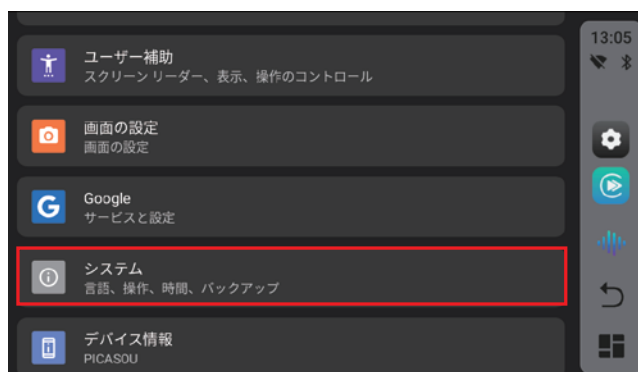 ユーザー補助
スクリーン リーダー、表示、操作のコントロール
画面の設定
画面の設定
Google
サービスと設定
システム
言語、操作、時間、バックアップ
デバイス情報
PICASOU
13:05